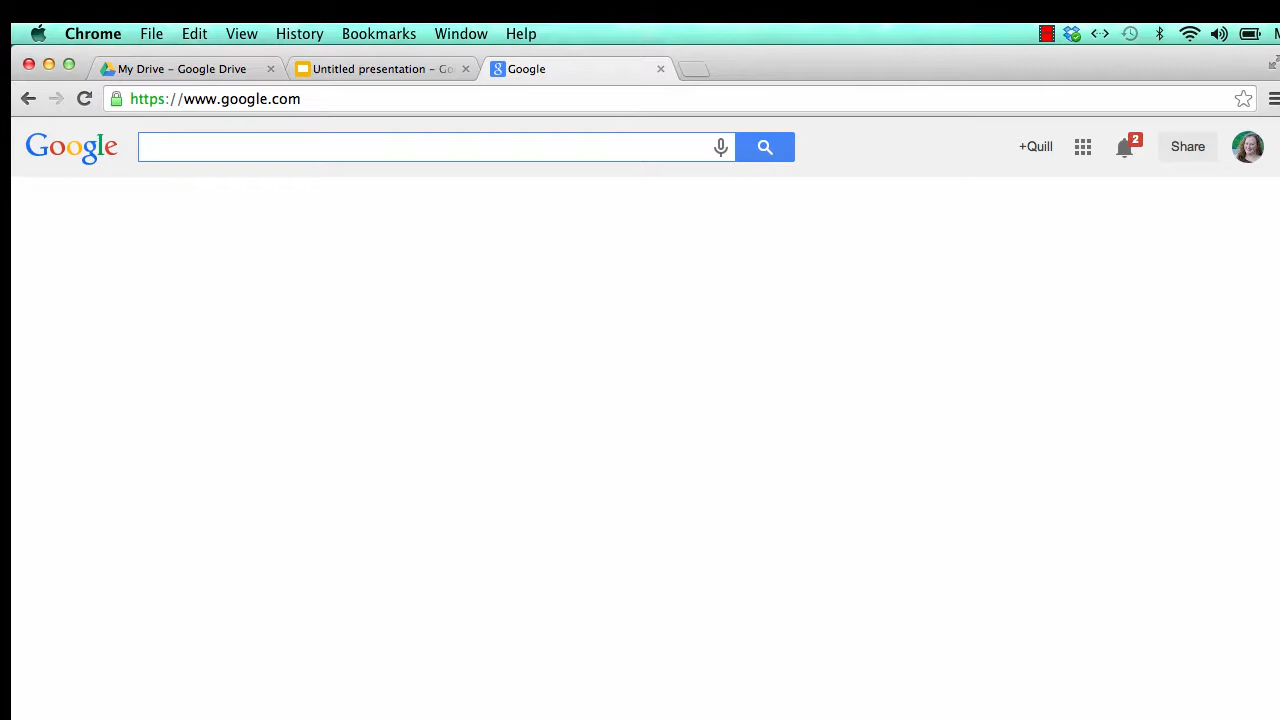 Chrome File Edit View History Bookmarks Window Help
My Drive – Google Drive Untitled presentation – Go Google
https://www.google.com
Google +Quill 2 Share